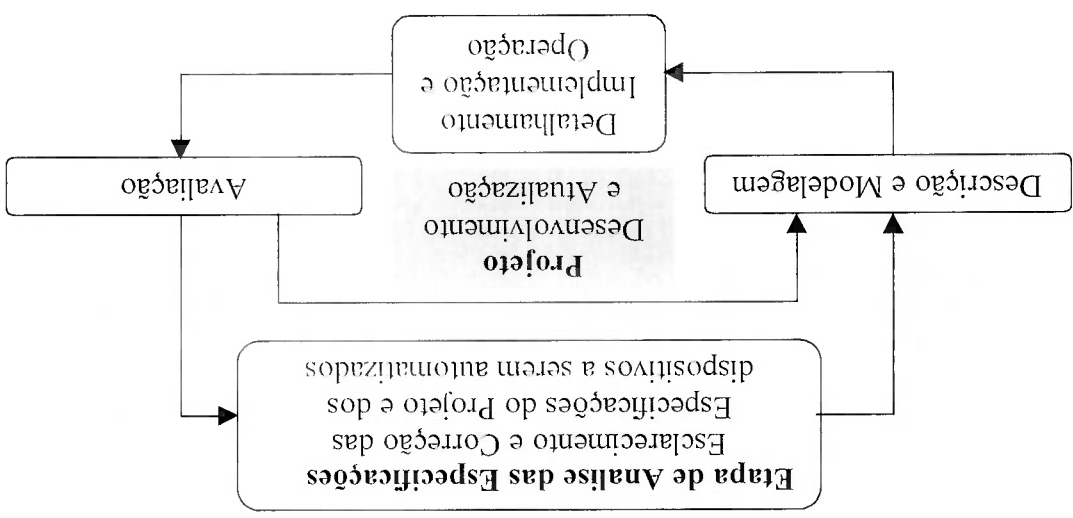 Etapa de Analise das Especificações
Esclarecimento e Correção das
Especificações do Projeto e dos
dispositivos a serem automatizados
Descrição e Modelagem
Projeto
Desenvolvimento
e Atualização
Avaliação
Detalhamento
Implementação e
Operação